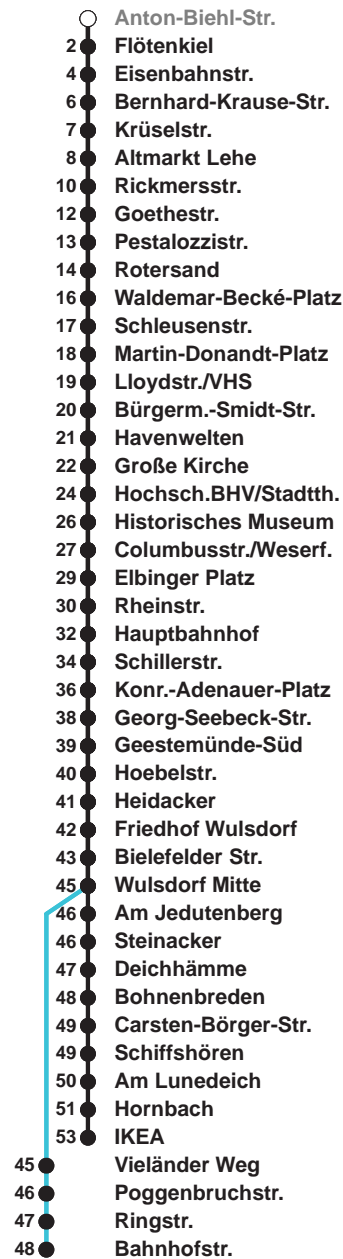 Anton-Biehl-Str.
2 Flötenkiel
4 Eisenbahnstr.
6 Bernhard-Krause-Str.
7 Krüselstr.
8 Altmarkt Lehe
10 Rickmersstr.
12 Goethestr.
13 Pestalozzistr.
14 Rotersand
16 Waldemar-Becké-Platz
17 Schleusenstr.
18 Martin-Donandt-Platz
19 Lloydstr./VHS
20 Bürgerm.-Smidt-Str.
21 Havenwelten
22 Große Kirche
24 Hochsch.BHV/Stadtth.
26 Historisches Museum
27 Columbusstr./Weserf.
29 Elbinger Platz
30 Rheinstr.
32 Hauptbahnhof
34 Schillerstr.
36 Konr.-Adenauer-Platz
38 Georg-Seebeck-Str.
39 Geestemünde-Süd
40 Hoebelstr.
41 Heidacker
42 Friedhof Wulsdorf
43 Bielefelder Str.
45 Wulsdorf Mitte
46 Am Jedutenberg
46 Steinacker
47 Deichhämme
48 Bohnenbreden
49 Carsten-Börger-Str.
49 Schiffshören
50 Am Lunedeich
51 Hornbach
53 IKEA
45 Vieländer Weg
46 Poggenbruchstr.
47 Ringstr.
48 Bahnhofstr.